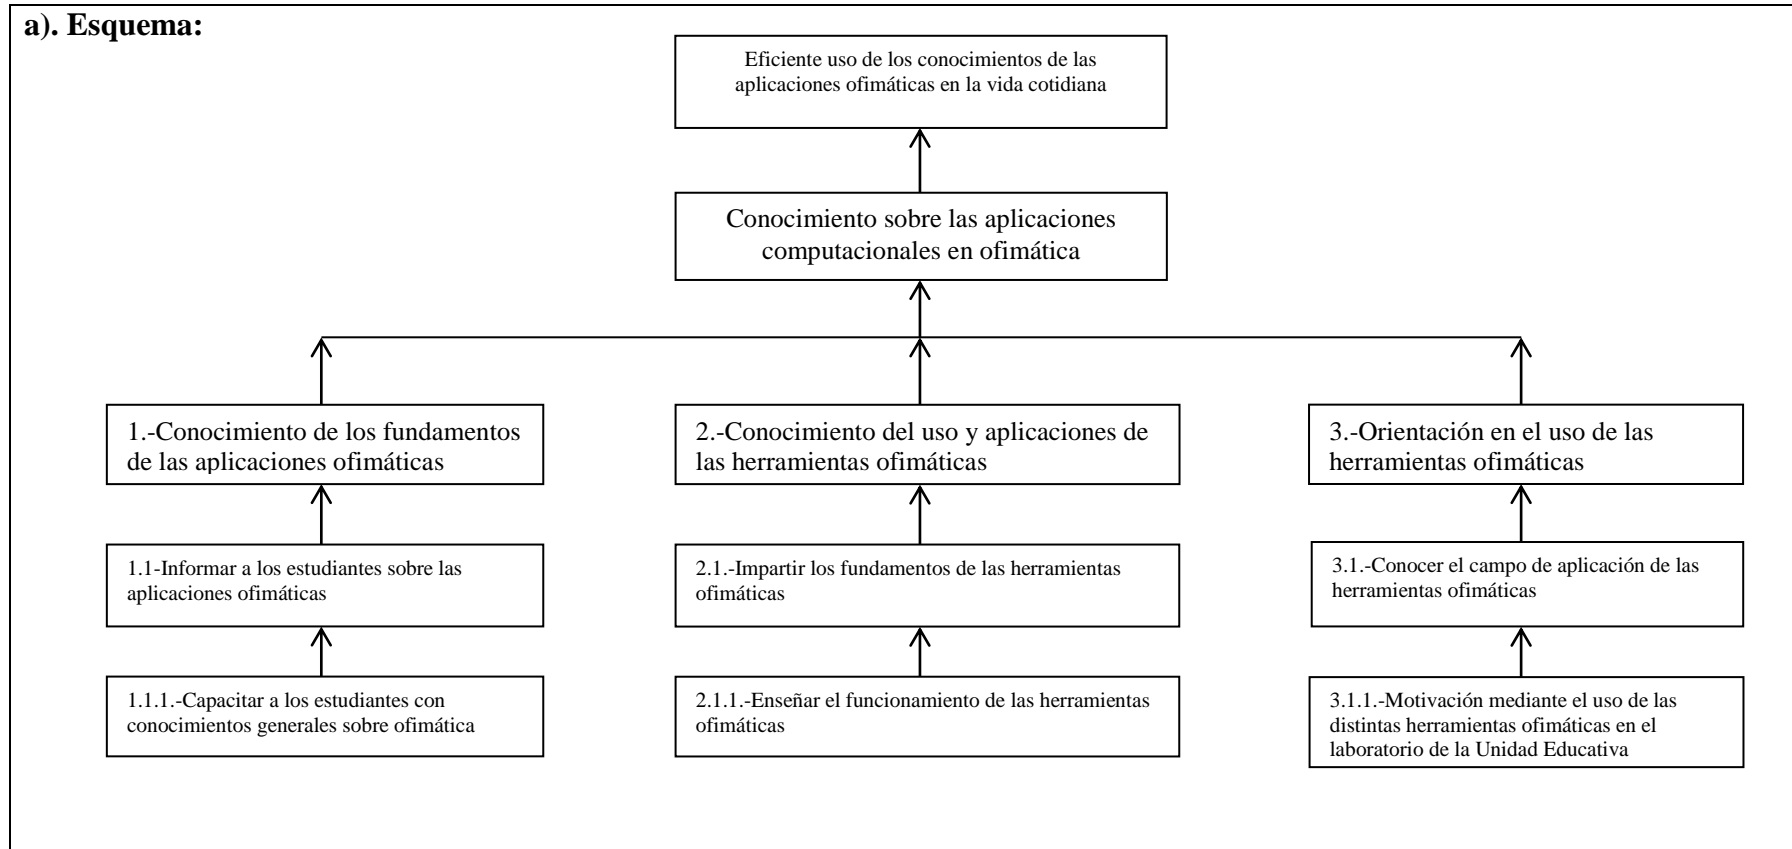 a). Esquema:
Eficiente uso de los conocimientos de las
aplicaciones ofimáticas en la vida cotidiana
Conocimiento sobre las aplicaciones
computacionales en ofimática
1.-Conocimiento de los fundamentos
de las aplicaciones ofimáticas
2.-Conocimiento del uso y aplicaciones de
las herramientas ofimáticas
3.-Orientación en el uso de las
herramientas ofimáticas
1.1-Informar a los estudiantes sobre las
aplicaciones ofimáticas
2.1.-Impartir los fundamentos de las herramientas
ofimáticas
3.1.-Conocer el campo de aplicación de las
herramientas ofimáticas
1.1.1.-Capacitar a los estudiantes con
conocimientos generales sobre ofimática
2.1.1.-Enseñar el funcionamiento de las herramientas
ofimáticas
3.1.1.-Motivación mediante el uso de las
distintas herramientas ofimáticas en el
laboratorio de la Unidad Educativa